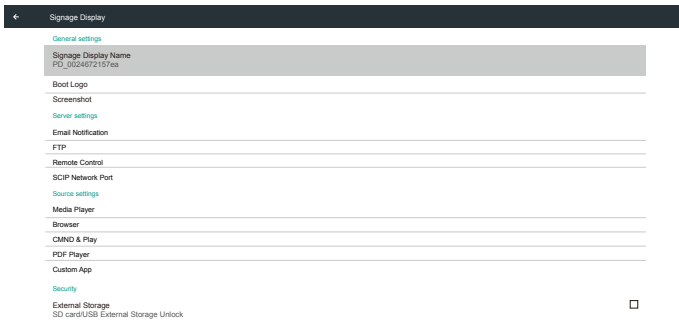 Signage Display
General settings
Signage Display Name
PD_0024672157ea
Boot Logo
Screenshot
Server settings
Email Notification
FTP
Remote Control
SCIP Network Port
Source settings
Media Player
Browser
CMND & Play
PDF Player
Custom App
Security
External Storage
SD card/USB External Storage Unlock